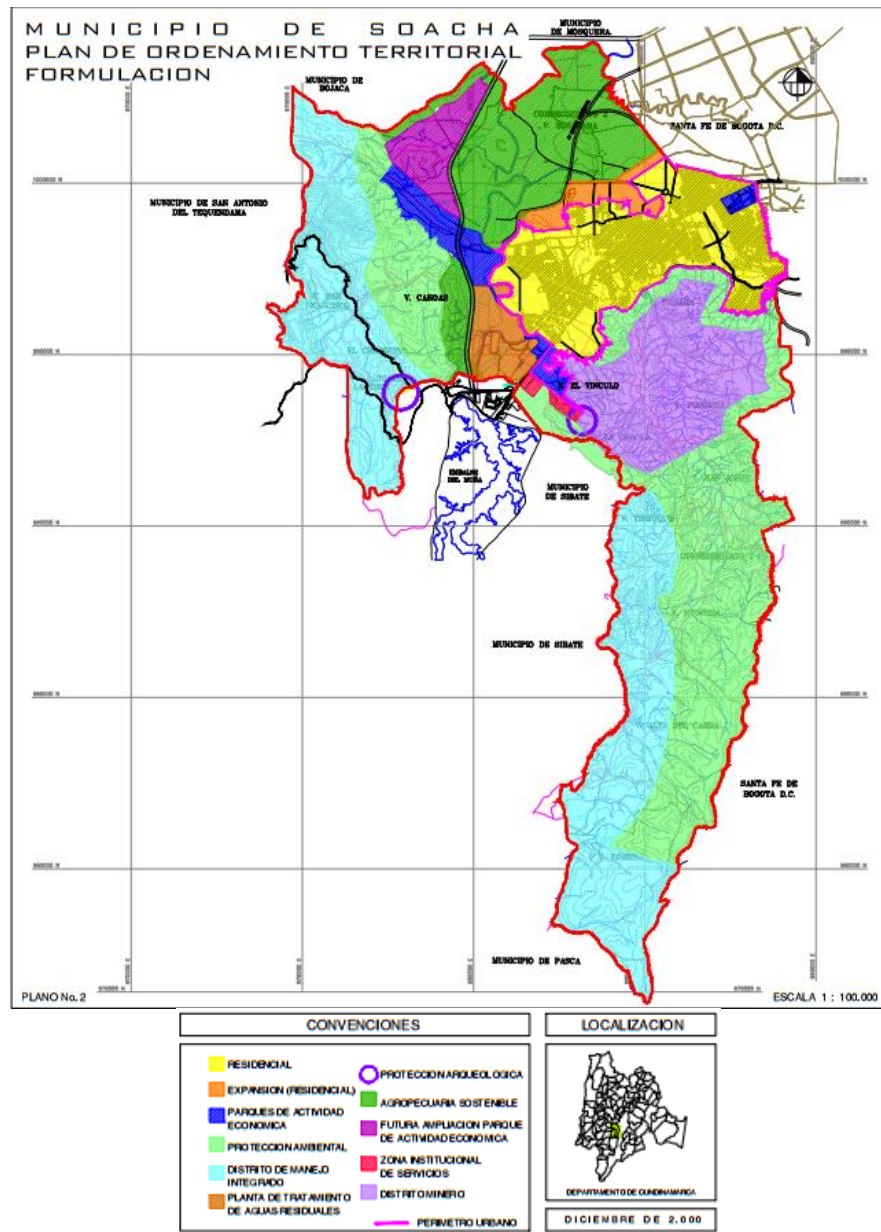 MUNICIPIO DE SOACHA
PLAN DE ORDENAMIENTO TERRITORIAL
FORMULACION
MUNICIPIO
DE MOSQUERA
MUNICIPIO DE
BOJACA
SANTA FE DE BOGOTA D.C.
1000000 N
1000000 N
MUNICIPIO DE SAN ANTONIO
DEL TEQUENDAMA
V. CANOAS
EL VINCULO
EMBALSE
DEL MUÑA
MUNICIPIO
DE SIBATE
MUNICIPIO DE SIBATE
SANTA FE DE
BOGOTA D.C.
MUNICIPIO DE PASCA
PLANO No. 2
ESCALA 1 : 100.000
CONVENCIONES
RESIDENCIAL
EXPANSION (RESIDENCIAL)
PARQUES DE ACTIVIDAD
ECONOMICA
PROTECCION AMBIENTAL
DISTRITO DE MANEJO
INTEGRADO
PLANTA DE TRATAMIENTO
DE AGUAS RESIDUALES
PROTECCION ARQUEOLOGICA
AGROPECUARIA SOSTENIBLE
FUTURA AMPLIACION PARQUE
DE ACTIVIDAD ECONOMICA
ZONA INSTITUCIONAL
DE SERVICIOS
DISTRITO MINERO
PERIMETRO URBANO
LOCALIZACION
DEPARTAMENTO DE CUNDINAMARCA
DICIEMBRE DE 2.000